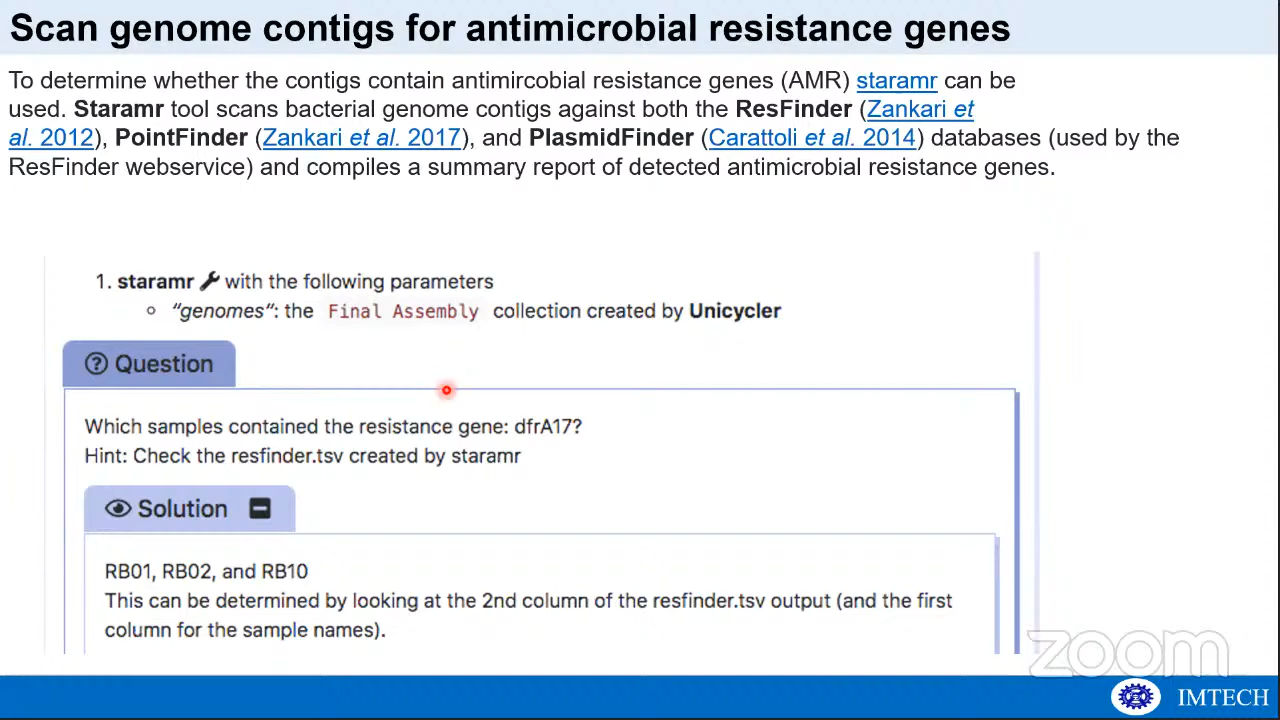 Scan genome contigs for antimicrobial resistance genes
To determine whether the contigs contain antimircobial resistance genes (AMR) staramr can be
used. Staramr tool scans bacterial genome contigs against both the ResFinder (Zankari et
al. 2012), PointFinder (Zankari et al. 2017), and PlasmidFinder (Carattoli et al. 2014) databases (used by the
ResFinder webservice) and compiles a summary report of detected antimicrobial resistance genes.
1. staramr with the following parameters
"genomes": the Final Assembly collection created by Unicycler
Question
Which samples contained the resistance gene: dfrA17?
Hint: Check the resfinder.tsv created by staramr
Solution
RB01, RB02, and RB10
This can be determined by looking at the 2nd column of the resfinder.tsv output (and the first
column for the sample names).
zoom
IMTECH